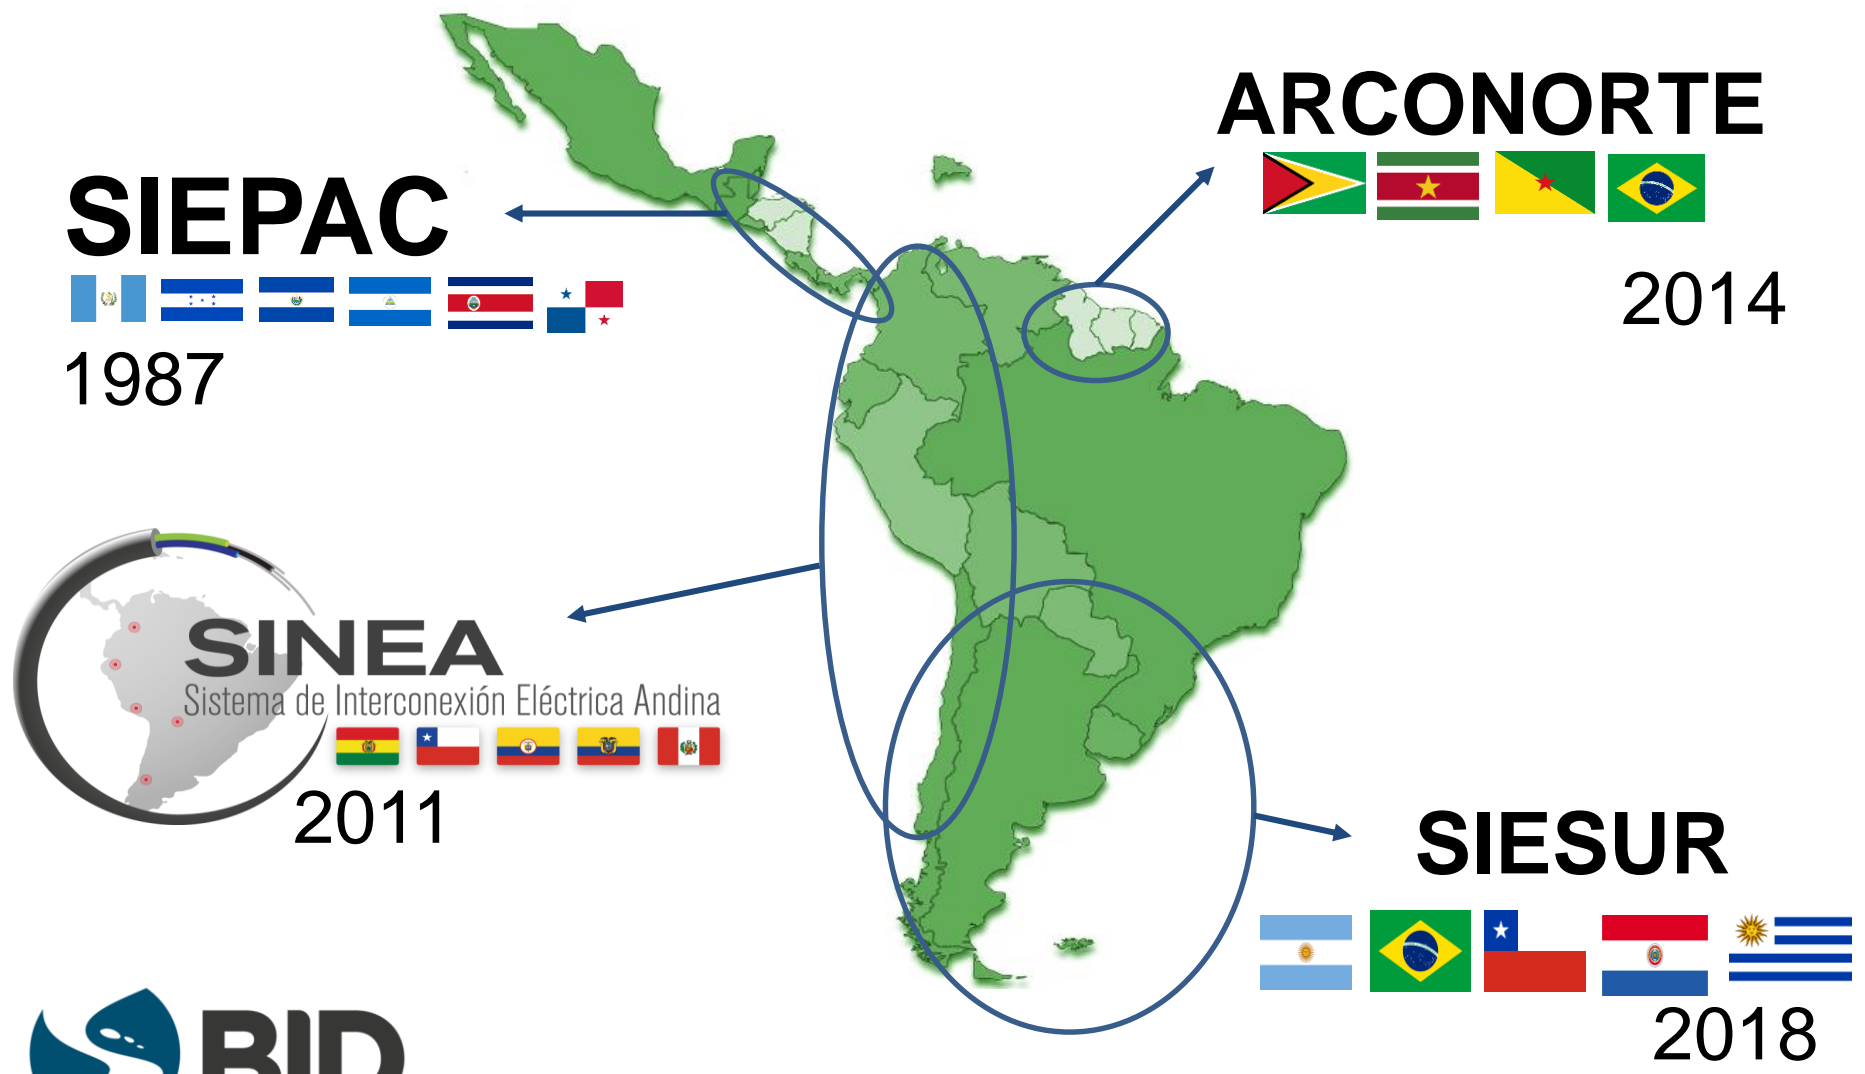 ARCONORTE
2014
SIEPAC
1987
SINEA
Sistema de Interconexión Eléctrica Andina
2011
SIESUR
2018
BID